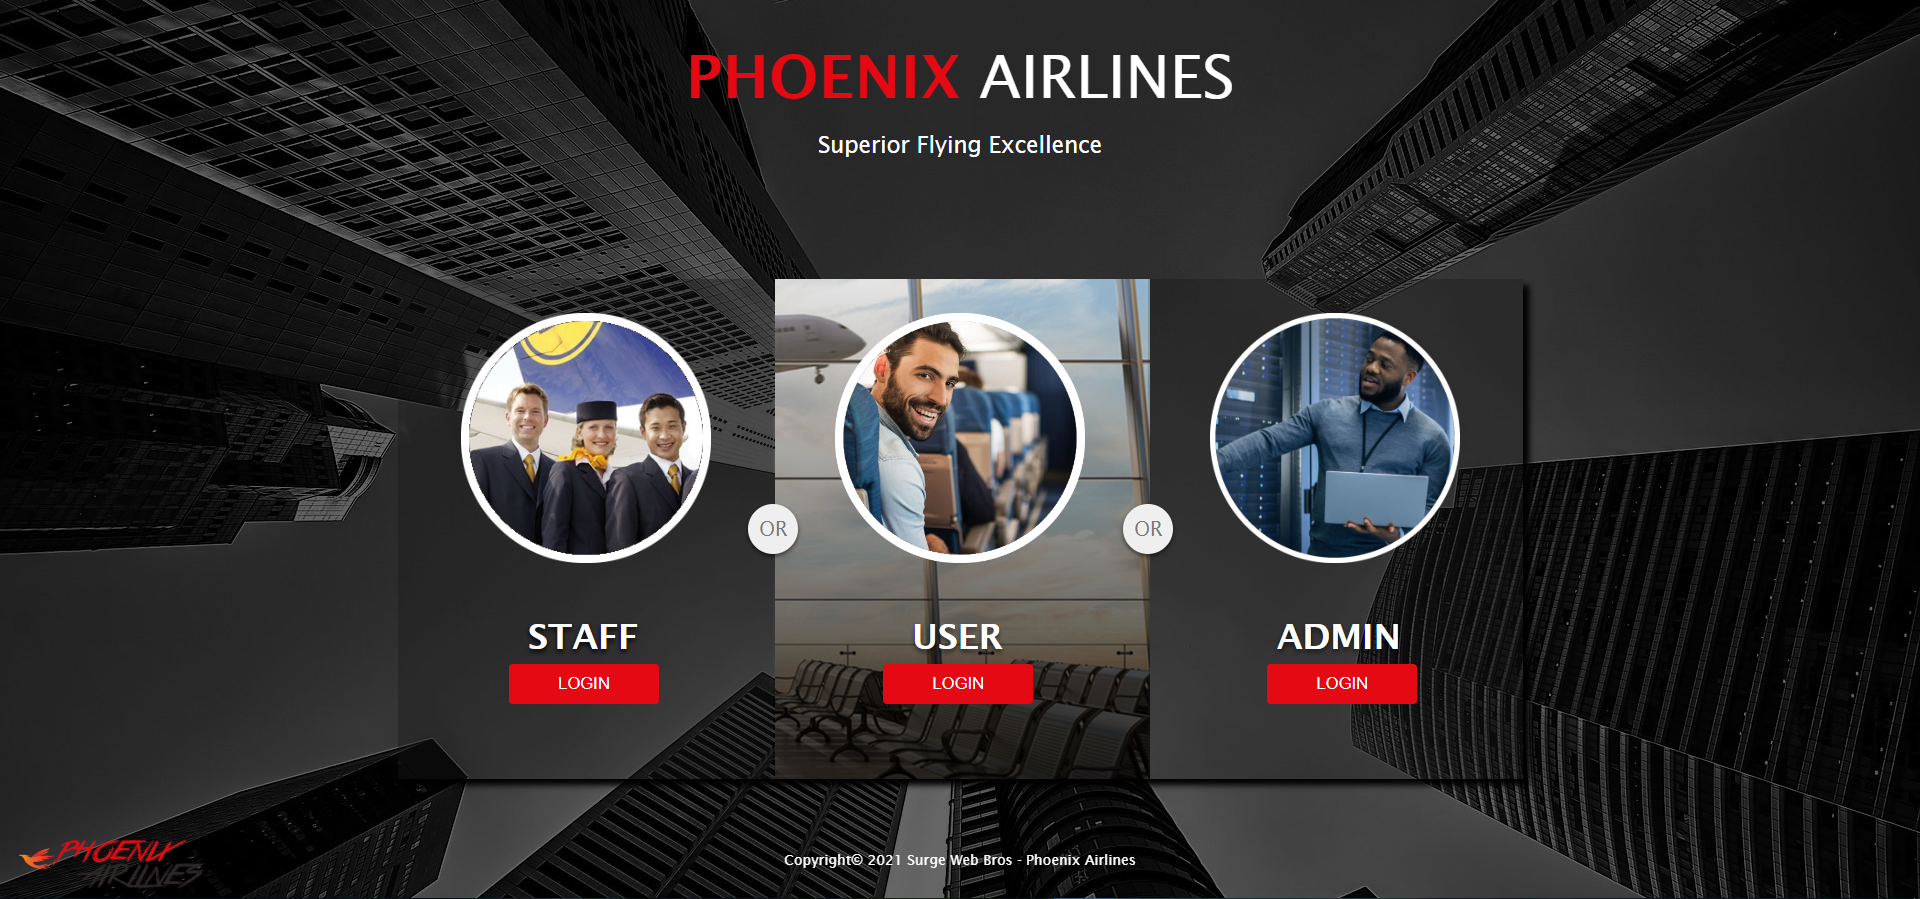 PHOENIX AIRLINES
Superior Flying Excellence
OR
OR
STAFF
USER
ADMIN
LOGIN
LOGIN
LOGIN
PHOENIX
AIRLINES
Copyright© 2021 Surge Web Bros - Phoenix Airlines